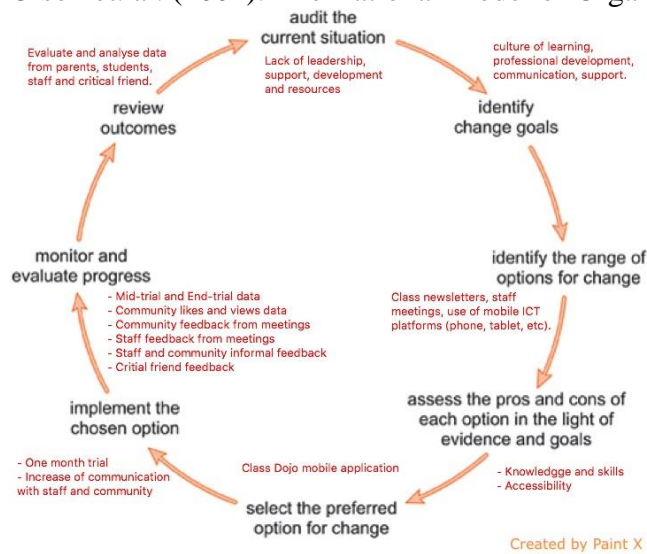 audit the
current situation
Lack of leadership,
support, development
and resources
culture of learning,
professional development,
communication, support.
identify
change goals
identify the range of
options for change
Class newsletters, staff
meetings, use of mobile ICT
platforms (phone, tablet, etc).
assess the pros and cons of
each option in the light of
evidence and goals
- Knowledgge and skills
- Accessibility
Class Dojo mobile application
select the preferred
option for change
implement the
chosen option
- One month trial
- Increase of communication
with staff and community
monitor and
evaluate progress
- Mid-trial and End-trial data
- Community likes and views data
- Community feedback from meetings
- Staff feedback from meetings
- Staff and community informal feedback
- Critial friend feedback
review
outcomes
Evaluate and analyse data
from parents, students,
staff and critical friend.
Created by Paint X